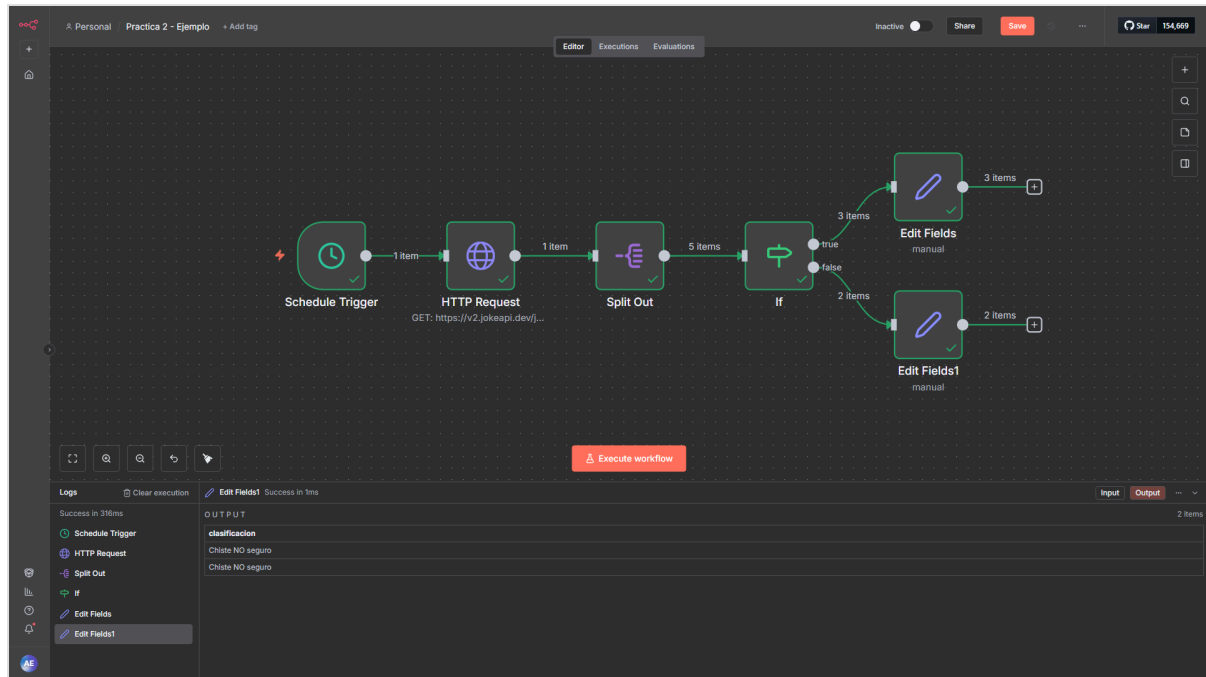 Personal / Practica 2 - Ejemplo + Add tag
Inactive Share Save ... Star 154,669
Editor Executions Evaluations
3 items
3 items
Edit Fields
manual
1 item
1 item
5 items
true
false
Schedule Trigger
HTTP Request
GET: https://v2.jokeapi.dev/j...
Split Out
If
2 items
2 items
Edit Fields1
manual
Execute workflow
Logs Clear execution Edit Fields1 Success in 1ms Input Output ...
Success in 316ms OUTPUT 2 items
Schedule Trigger clasificacion
HTTP Request Chiste NO seguro
Split Out Chiste NO seguro
If
Edit Fields
Edit Fields1
AE